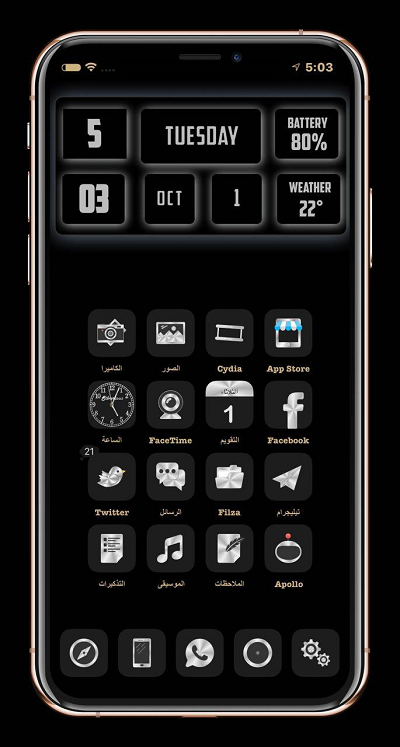 5:03
5
TUESDAY
BATTERY
80%
03
OCT
1
WEATHER
22°
الكاميرا
الصور
Cydia
App Store
الثلاثاء
1
الساعة
FaceTime
التقويم
Facebook
21
Twitter
الرسائل
Filza
تيليجرام
التذكيرات
الموسيقى
الملاحظات
Apollo